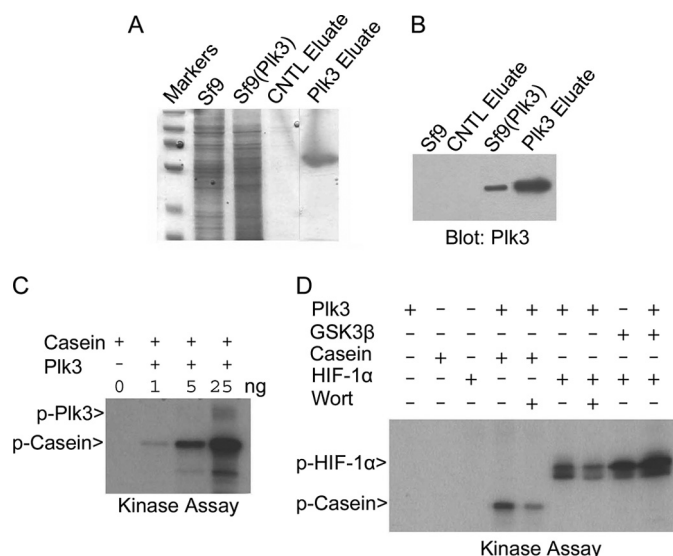 A
Markers
Sf9
Sf9(Plk3)
CNTL Eluate
Plk3 Eluate
B
Sf9
CNTL Eluate
Sf9(Plk3)
Plk3 Eluate
Blot: Plk3
C
Casein + + + +
Plk3 - + + +
0 1 5 25 ng
p-Plk3>
p-Casein>
Kinase Assay
D
Plk3 + - - + + + + - +
GSK3β - - - - - - - + +
Casein - + - + + - - - -
HIF-1α - - + - - + + + +
Wort - - - - + - + - -
p-HIF-1α>
p-Casein>
Kinase Assay